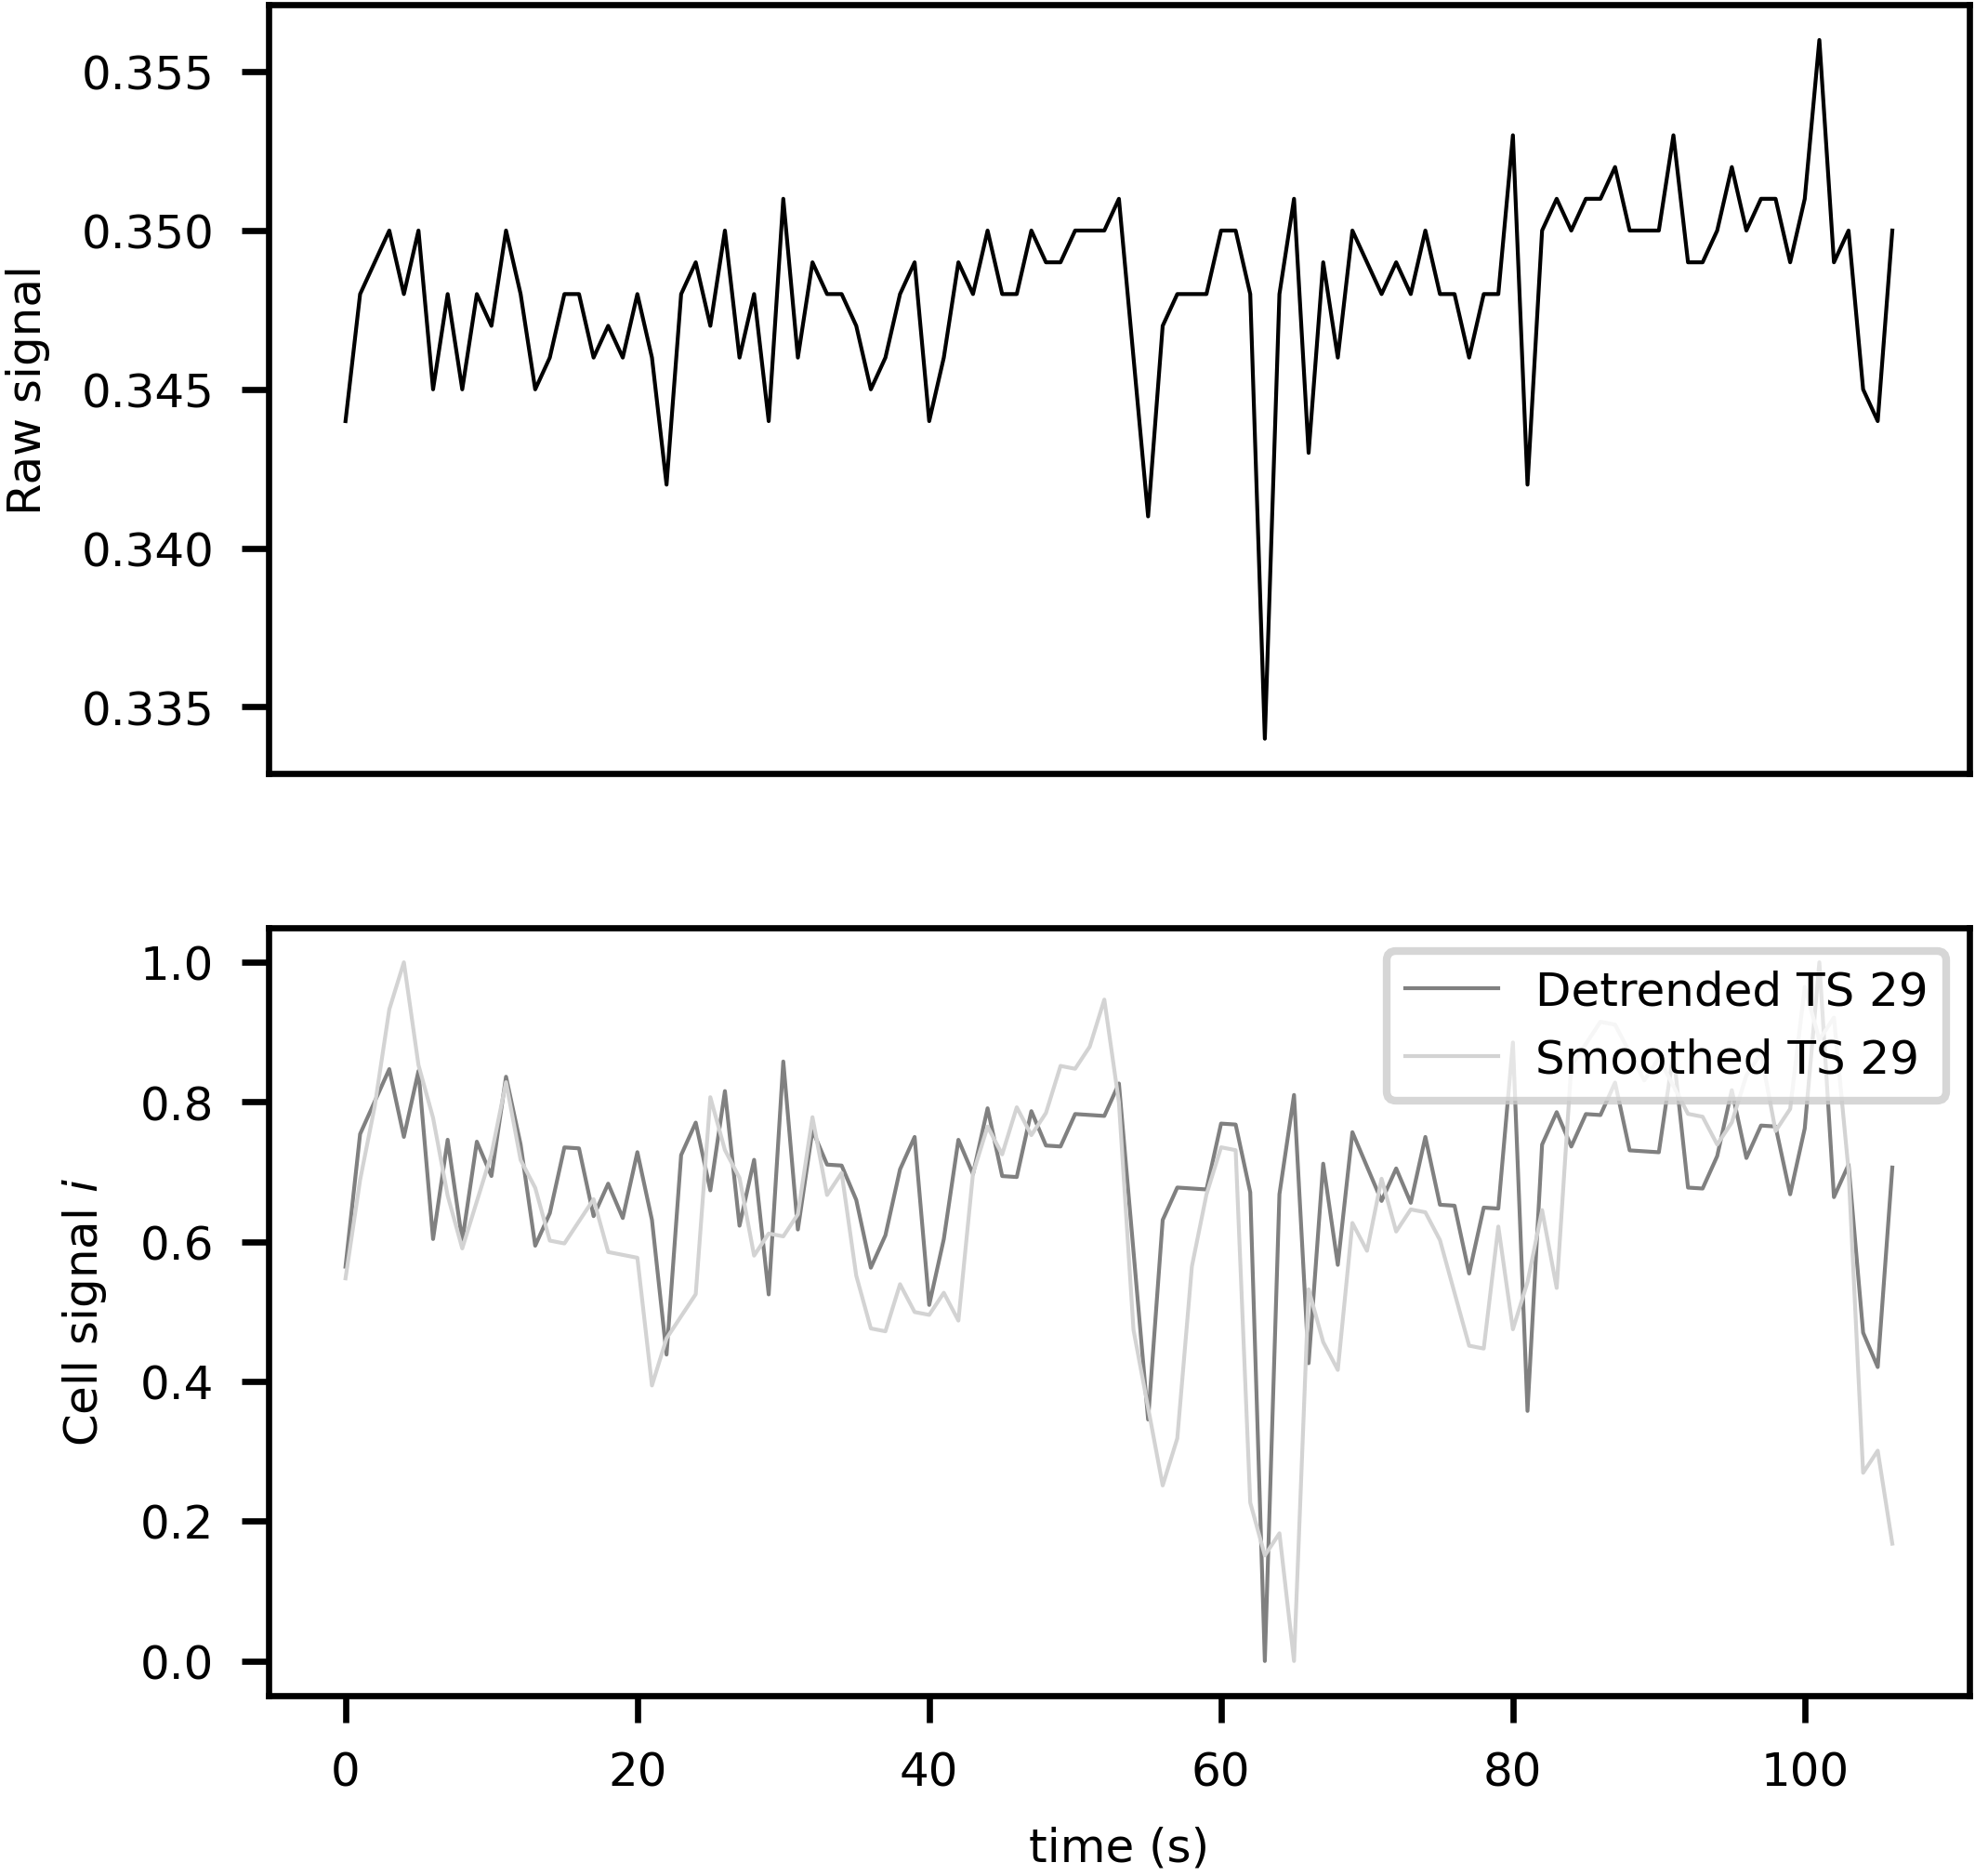 0.355
0.350
0.345
0.340
0.335
Raw signal
1.0
0.8
0.6
0.4
0.2
0.0
Cell signal i
Detrended TS 29
Smoothed TS 29
0 20 40 60 80 100
time (s)